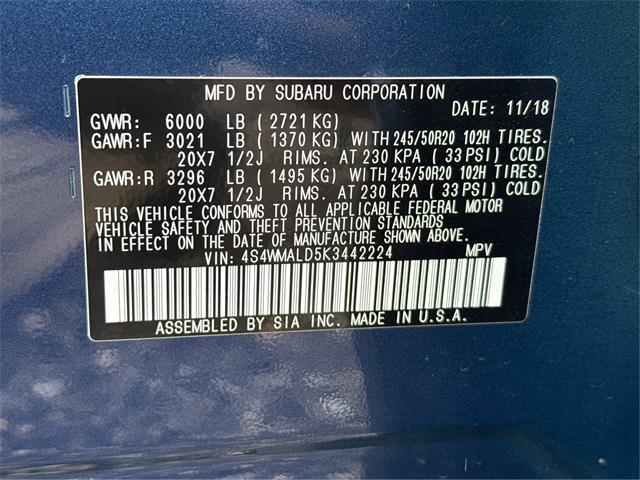 MFD BY SUBARU CORPORATION
DATE: 11/18
GVWR: 6000 LB ( 2721 KG)
GAWR:F 3021 LB ( 1370 KG) WITH 245/50R20 102H TIRES.
20X7 1/2J RIMS. AT 230 KPA ( 33 PSI) COLD
GAWR:R 3296 LB ( 1495 KG) WITH 245/50R20 102H TIRES.
20X7 1/2J RIMS. AT 230 KPA ( 33 PSI) COLD
THIS VEHICLE CONFORMS TO ALL APPLICABLE FEDERAL MOTOR
VEHICLE SAFETY AND THEFT PREVENTION STANDARDS
IN EFFECT ON THE DATE OF MANUFACTURE SHOWN ABOVE.
VIN: 4S4WMALD5K3442224 MPV
ASSEMBLED BY SIA INC. MADE IN U.S.A.